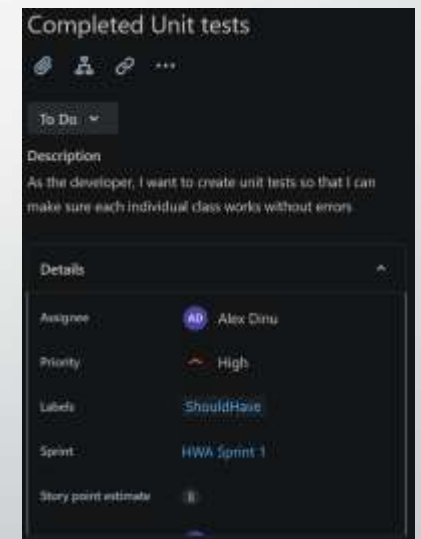 Completed Unit tests
To Do
Description
As the developer, I want to create unit tests so that I can
make sure each individual class works without errors
Details
Assignee
AD Alex Dinu
Priority
High
Labels
ShouldHave
Sprint
HWA Sprint 1
Story point estimate